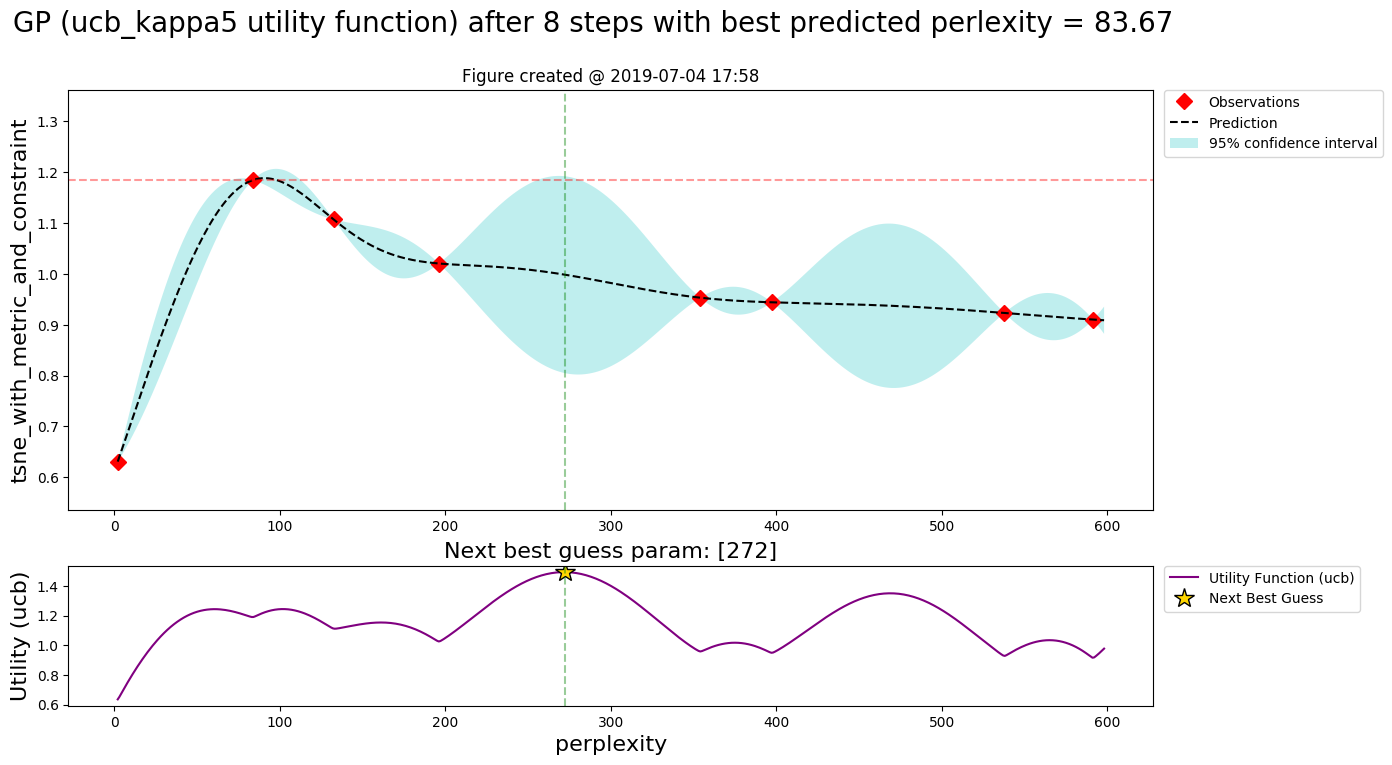 GP (ucb_kappa5 utility function) after 8 steps with best predicted perlexity = 83.67
Figure created @ 2019-07-04 17:58
tsne_with_metric_and_constraint
1.3
1.2
1.1
1.0
0.9
0.8
0.7
0.6
0 100 200 300 400 500 600
Observations
Prediction
95% confidence interval
Next best guess param: [272]
Utility (ucb)
1.4
1.2
1.0
0.8
0.6
0 100 200 300 400 500 600
perplexity
Utility Function (ucb)
Next Best Guess